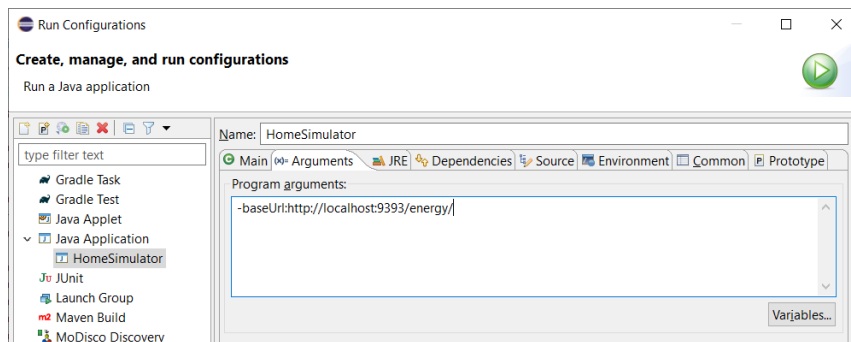 Run Configurations
Create, manage, and run configurations
Run a Java application
type filter text
Gradle Task
Gradle Test
Java Applet
Java Application
HomeSimulator
Ju JUnit
Launch Group
m2 Maven Build
MoDisco Discovery
Name: HomeSimulator
Main (x)= Arguments JRE Dependencies Source Environment Common P Prototype
Program arguments:
-baseUrl:http://localhost:9393/energy/
Variables...